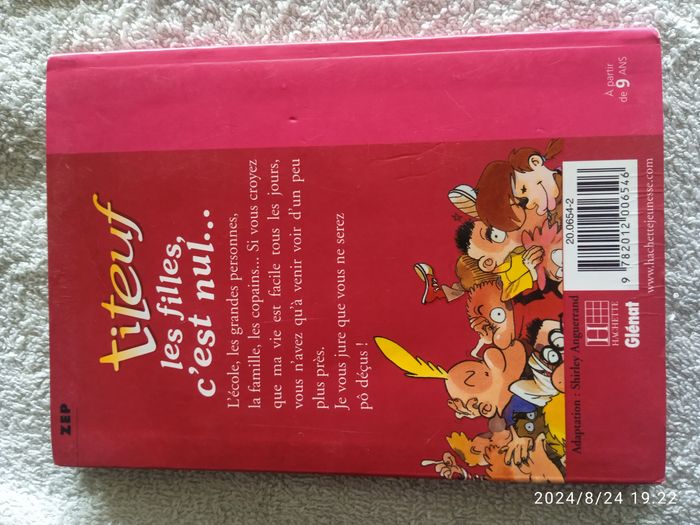 ZEP
titeuf
les filles,
c'est nul...
L'école, les grandes personnes,
la famille, les copains... Si vous croyez
que ma vie est facile tous les jours,
vous n'avez qu'à venir voir d'un peu
plus près.
Je vous jure que vous ne serez
pô déçus !
Adaptation : Shirley Anguerrand
H
HACHETTE
Glénat
20.0654-2
9 782012 006546
www.hachettejeunesse.com
À partir
de 9 ANS
2024/8/24 19:22